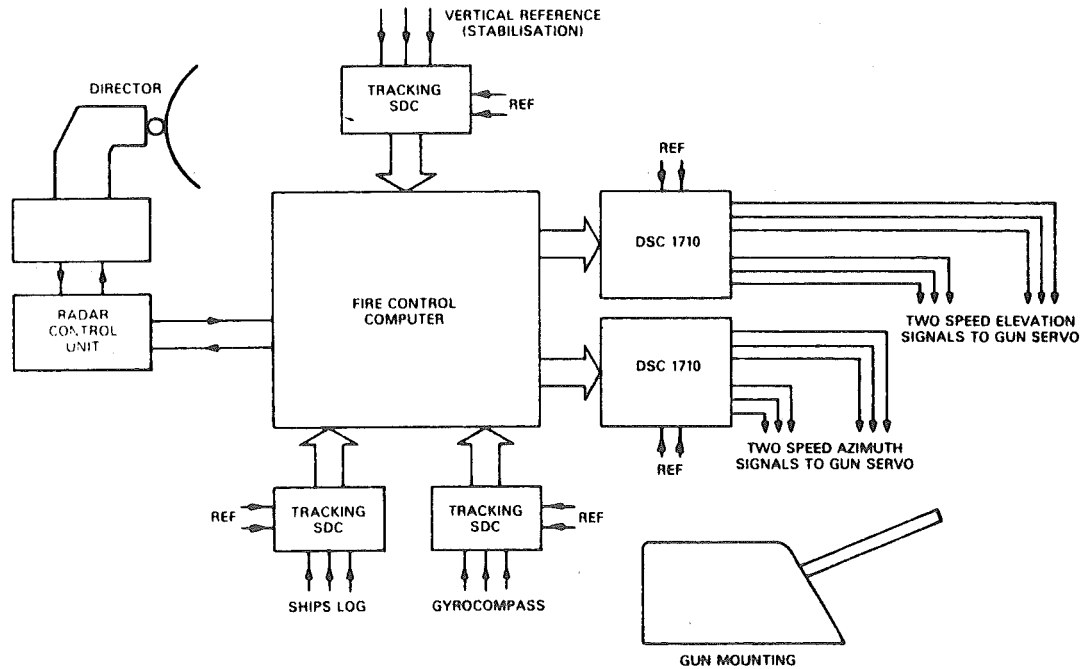 VERTICAL REFERENCE
(STABILISATION)
DIRECTOR
TRACKING
SDC
REF
REF
DSC 1710
RADAR
CONTROL
UNIT
FIRE CONTROL
COMPUTER
TWO SPEED ELEVATION
SIGNALS TO GUN SERVO
DSC 1710
REF
TWO SPEED AZIMUTH
SIGNALS TO GUN SERVO
REF
TRACKING
SDC
TRACKING
SDC
REF
SHIPS LOG
GYROCOMPASS
GUN MOUNTING